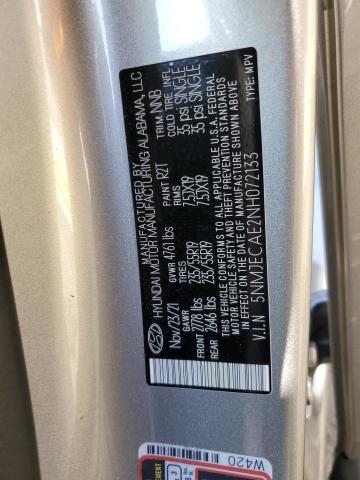 MANUFACTURED BY
HYUNDAI MOTOR MANUFACTURING ALABAMA, LLC
Nov/23/21 GVWR 4761 lbs PAINT R2T TRIM NNB
GAWR TIRES RIMS COLD TIRE INFL
FRONT 2778 lbs 235/55R19 7.5JX19 35 psi SINGLE
REAR 2646 lbs 235/55R19 7.5JX19 35 psi SINGLE
THIS VEHICLE CONFORMS TO ALL APPLICABLE U.S.A. FEDERAL
MOTOR VEHICLE SAFETY AND THEFT PREVENTION STANDARDS
IN EFFECT ON THE DATE OF MANUFACTURE SHOWN ABOVE.
V.I.N 5NMJECAE2NH072133 TYPE: MPV
W420